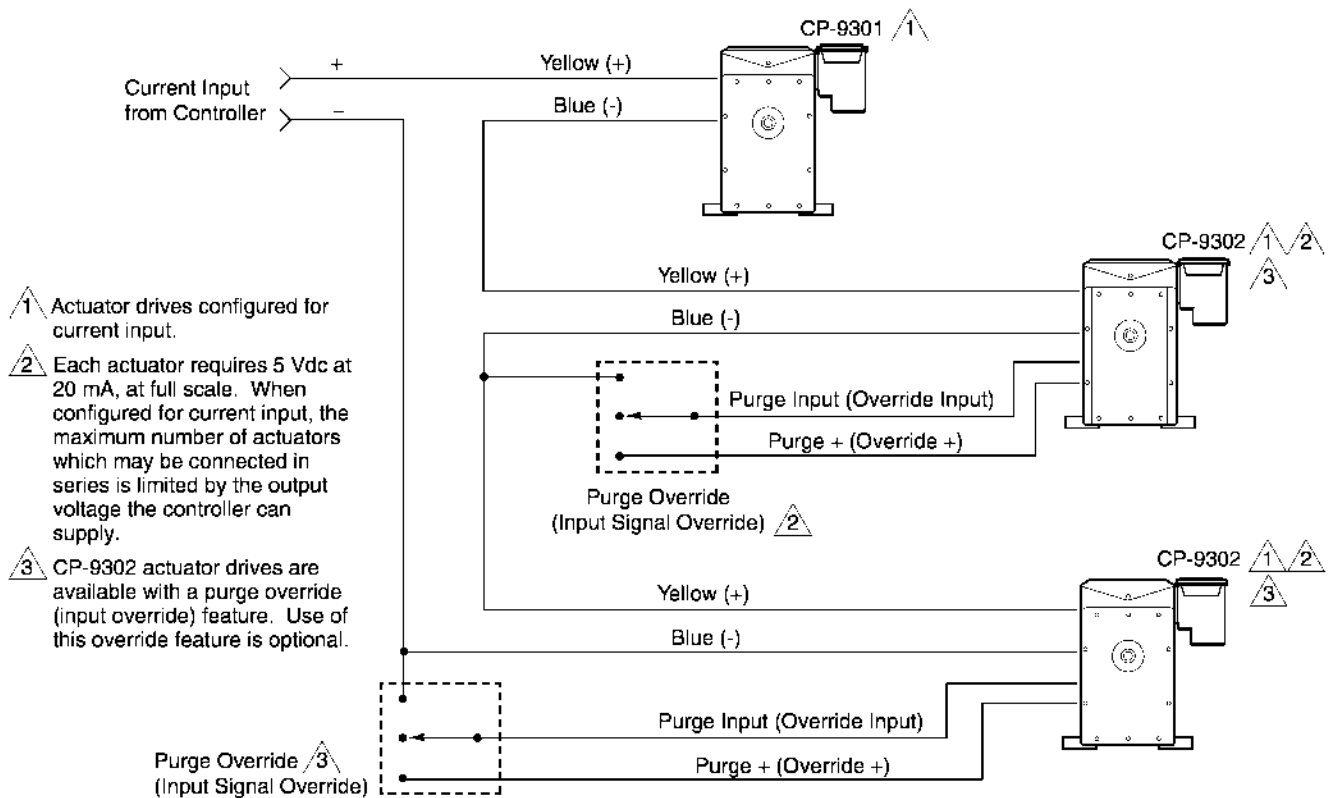 CP-9301 1
+ Yellow (+)
Current Input
from Controller
– Blue (-)
CP-9302 1 2
3
Yellow (+)
Blue (-)
1 Actuator drives configured for
current input.
2 Each actuator requires 5 Vdc at
20 mA, at full scale. When
configured for current input, the
maximum number of actuators
which may be connected in
series is limited by the output
voltage the controller can
supply.
3 CP-9302 actuator drives are
available with a purge override
(input override) feature. Use of
this override feature is optional.
Purge Input (Override Input)
Purge + (Override +)
Purge Override
(Input Signal Override) 2
CP-9302 1 2
3
Yellow (+)
Blue (-)
Purge Input (Override Input)
Purge + (Override +)
Purge Override 3
(Input Signal Override)